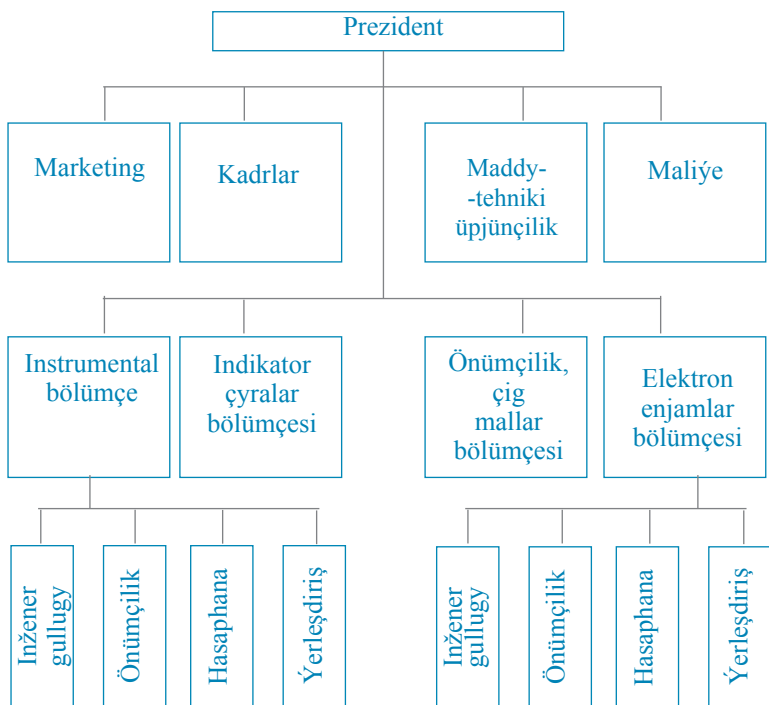 Prezident
Marketing
Kadrlar
Maddy-
-tehniki
üpjünçilik
Maliýe
Instrumental
bölümçe
Indikator
çyralar
bölümçesi
Önümçilik,
çig
mallar
bölümçesi
Elektron
enjamlar
bölümçesi
Inžener
gullugy
Önümçilik
Hasaphana
Ýerleşdiriş
Inžener
gullugy
Önümçilik
Hasaphana
Ýerleşdiriş